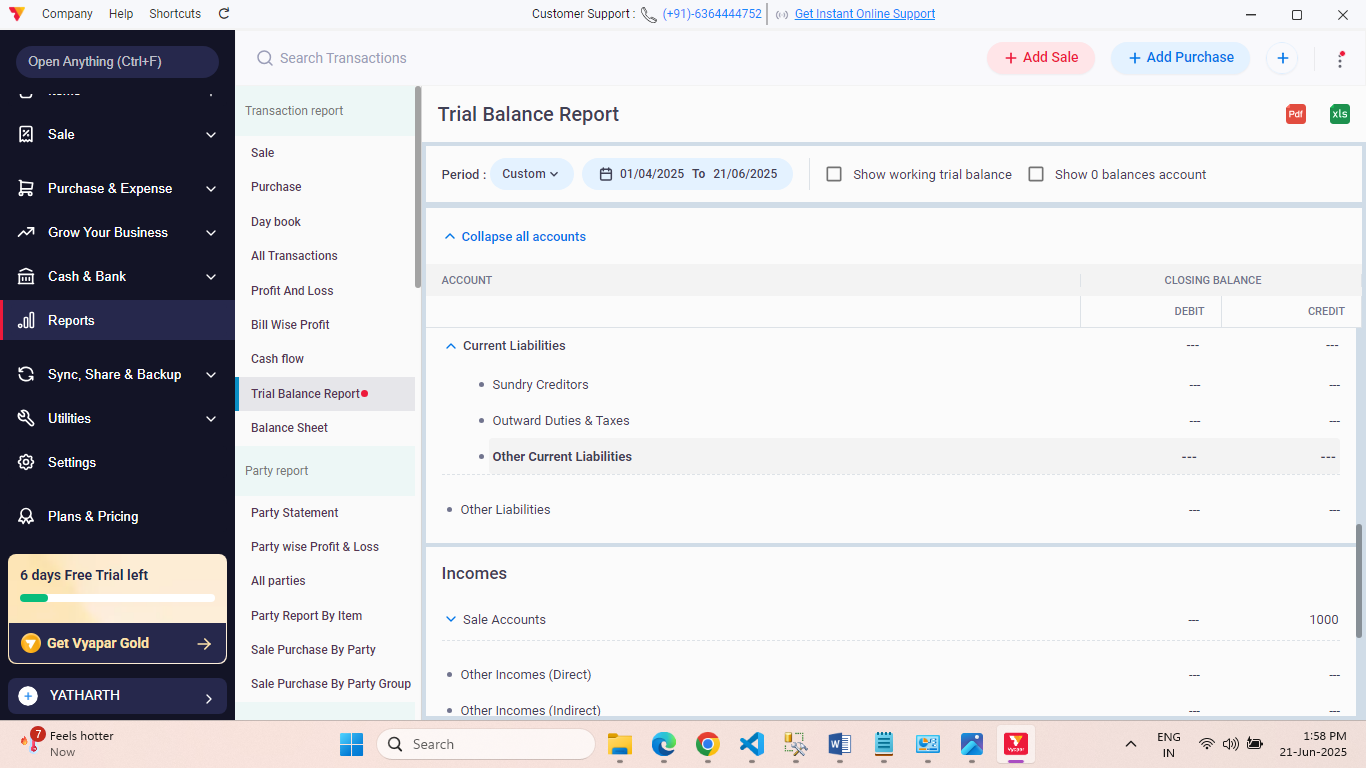 Company Help Shortcuts
Customer Support : (+91)-6364444752 Get Instant Online Support
Open Anything (Ctrl+F)
Items
Sale
Purchase & Expense
Grow Your Business
Cash & Bank
Reports
Sync, Share & Backup
Utilities
Settings
Plans & Pricing
6 days Free Trial left
Get Vyapar Gold
YATHARTH
Search Transactions
+ Add Sale
+ Add Purchase
Transaction report
Sale
Purchase
Day book
All Transactions
Profit And Loss
Bill Wise Profit
Cash flow
Trial Balance Report
Balance Sheet
Party report
Party Statement
Party wise Profit & Loss
All parties
Party Report By Item
Sale Purchase By Party
Sale Purchase By Party Group
Trial Balance Report
Pdf
xls
Period : Custom 01/04/2025 To 21/06/2025 Show working trial balance Show 0 balances account
Collapse all accounts
ACCOUNT CLOSING BALANCE
DEBIT CREDIT
Current Liabilities --- ---
Sundry Creditors --- ---
Outward Duties & Taxes --- ---
Other Current Liabilities --- ---
Other Liabilities --- ---
Incomes
Sale Accounts --- 1000
Other Incomes (Direct) --- ---
Other Incomes (Indirect) --- ---
7
Feels hotter
Now
Search
Vyapar
ENG
IN
1:58 PM
21-Jun-2025